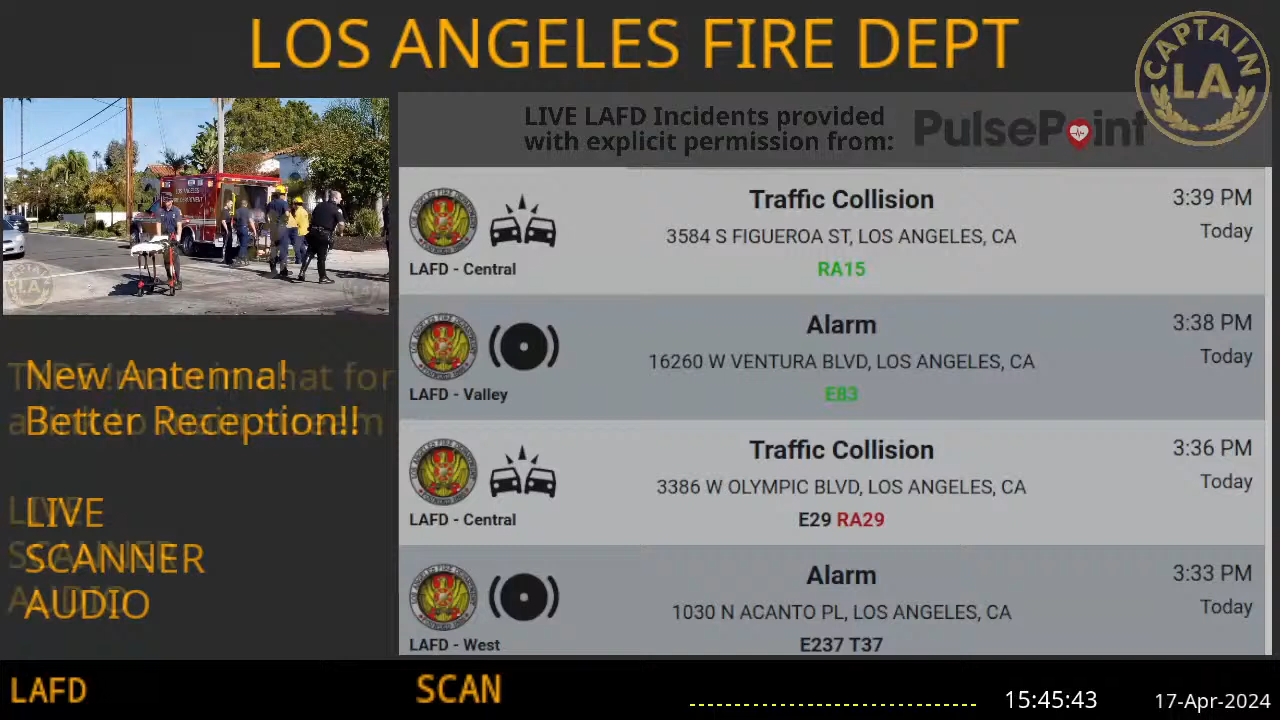 LOS ANGELES FIRE DEPT
CAPTAIN
LA
LIVE LAFD Incidents provided
with explicit permission from:
PulsePoint
Traffic Collision
3:39 PM
3584 S FIGUEROA ST, LOS ANGELES, CA
Today
LAFD - Central
RA15
Alarm
3:38 PM
16260 W VENTURA BLVD, LOS ANGELES, CA
Today
LAFD - Valley
E83
Traffic Collision
3:36 PM
3386 W OLYMPIC BLVD, LOS ANGELES, CA
Today
LAFD - Central
E29 RA29
Alarm
3:33 PM
1030 N ACANTO PL, LOS ANGELES, CA
Today
LAFD - West
E237 T37
New Antenna!
Better Reception!!
LIVE
SCANNER
AUDIO
LAFD
SCAN
15:45:43
17-Apr-2024